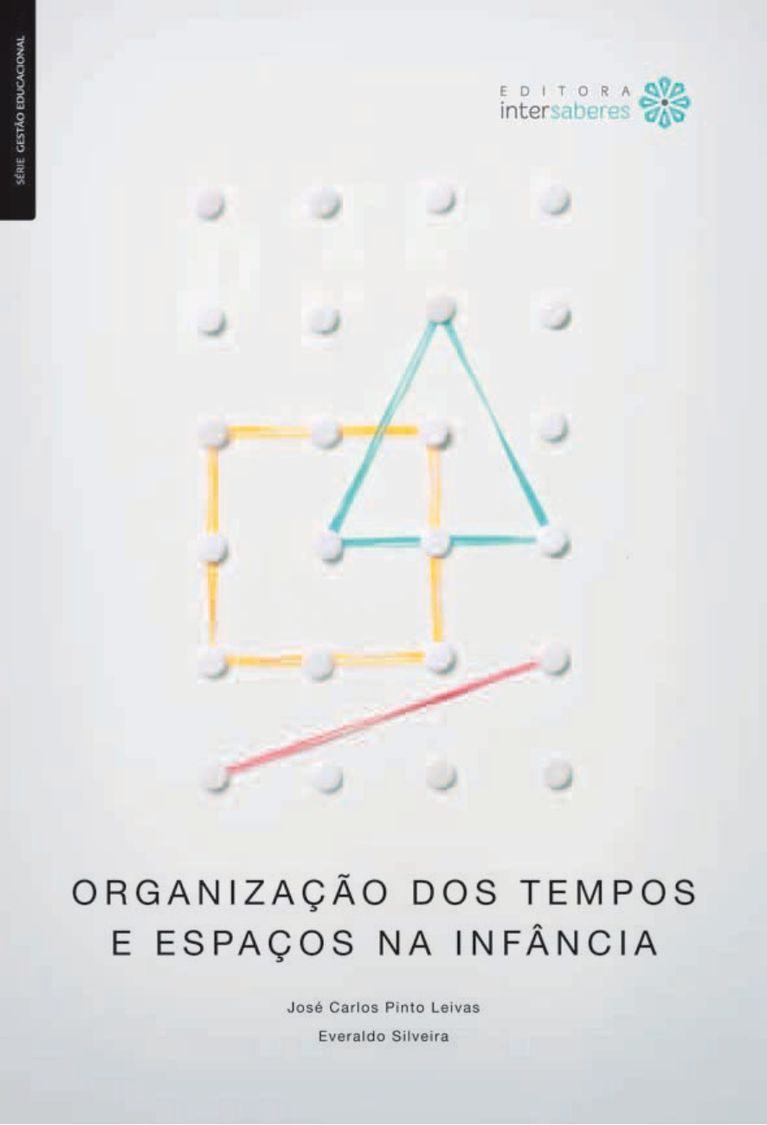 SÉRIE GESTÃO EDUCACIONAL
EDITORA
intersaberes
ORGANIZAÇÃO DOS TEMPOS
E ESPAÇOS NA INFÂNCIA
José Carlos Pinto Leivas
Everaldo Silveira